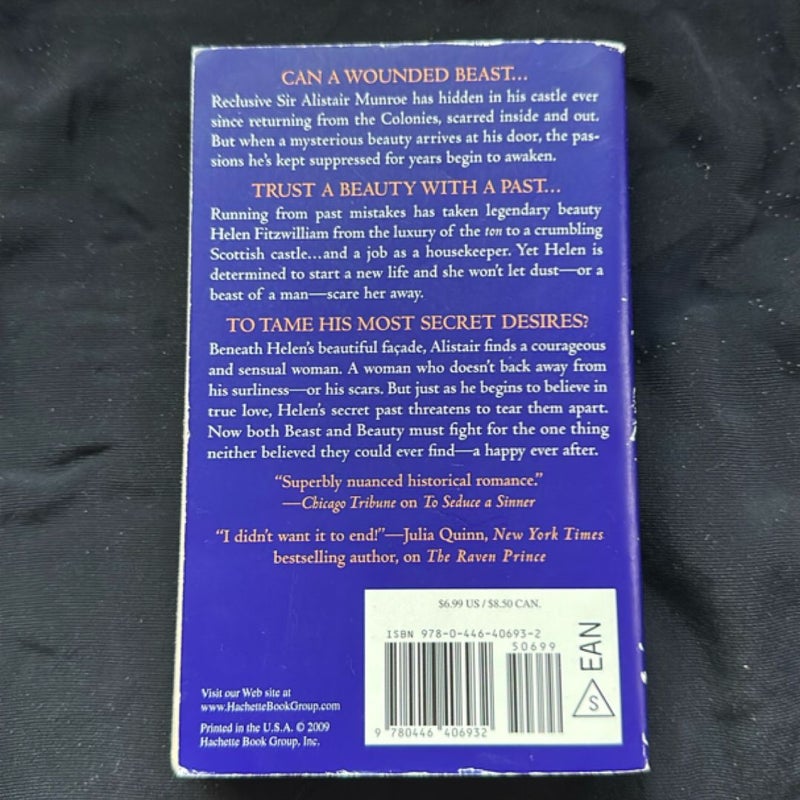 CAN A WOUNDED BEAST...
Reclusive Sir Alistair Munroe has hidden in his castle ever
since returning from the Colonies, scarred inside and out.
But when a mysterious beauty arrives at his door, the pas-
sions he's kept suppressed for years begin to awaken.
TRUST A BEAUTY WITH A PAST...
Running from past mistakes has taken legendary beauty
Helen Fitzwilliam from the luxury of the ton to a crumbling
Scottish castle...and a job as a housekeeper. Yet Helen is
determined to start a new life and she won't let dust—or a
beast of a man—scare her away.
TO TAME HIS MOST SECRET DESIRES?
Beneath Helen's beautiful façade, Alistair finds a courageous
and sensual woman. A woman who doesn't back away from
his surliness—or his scars. But just as he begins to believe in
true love, Helen's secret past threatens to tear them apart.
Now both Beast and Beauty must fight for the one thing
neither believed they could ever find—a happy ever after.
"Superbly nuanced historical romance."
—Chicago Tribune on To Seduce a Sinner
"I didn't want it to end!"—Julia Quinn, New York Times
bestselling author, on The Raven Prince
$6.99 US / $8.50 CAN.
ISBN 978-0-446-40693-2
50699
EAN
S
9 780446 406932
Visit our Web site at
www.HachetteBookGroup.com
Printed in the U.S.A. © 2009
Hachette Book Group, Inc.